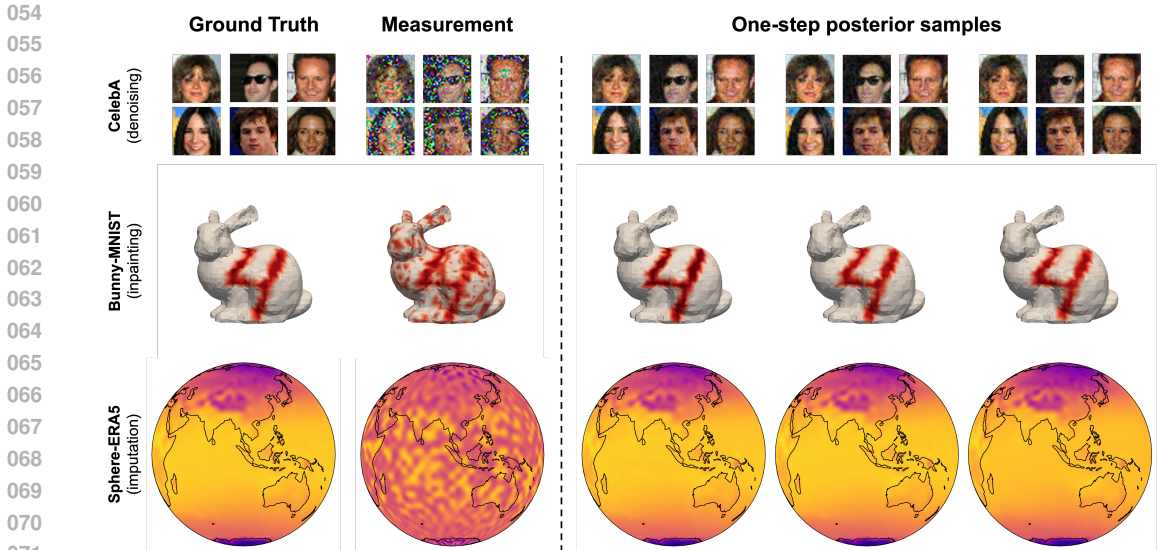 054
Ground Truth Measurement One-step posterior samples
055
056
CelebA
(denoising)
057
058
059
060
061
Bunny-MNIST
(inpainting)
062
063
064
065
066
067
Sphere-ERA5
(imputation)
068
069
070